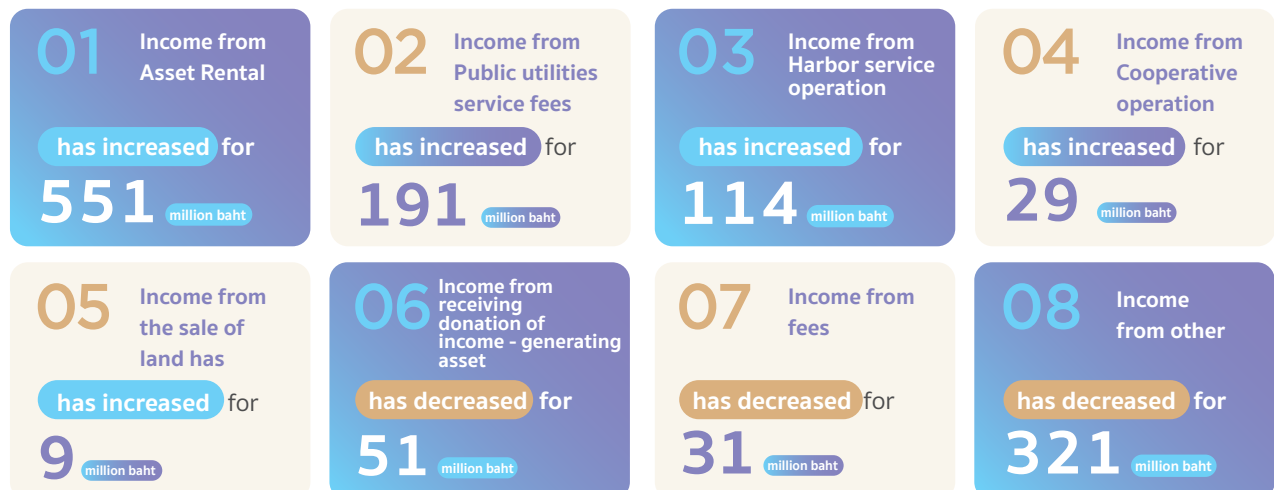 01
Income from
Asset Rental
has increased for
551 million baht
02
Income from
Public utilities
service fees
has increased for
191 million baht
03
Income from
Harbor service
operation
has increased for
114 million baht
04
Income from
Cooperative
operation
has increased for
29 million baht
05
Income from
the sale of
land has
has increased for
9 million baht
06
Income from
receiving
donation of
income - generating
asset
has decreased for
51 million baht
07
Income from
fees
has decreased for
31 million baht
08
Income
from other
has decreased for
321 million baht